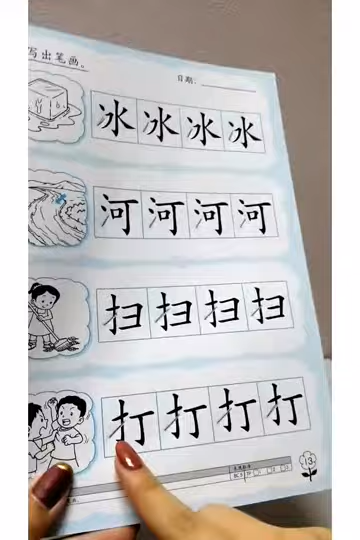 写出笔画。
日期：
冰 冰 冰 冰
河 河 河 河
扫 扫 扫 扫
打 打 打 打
13